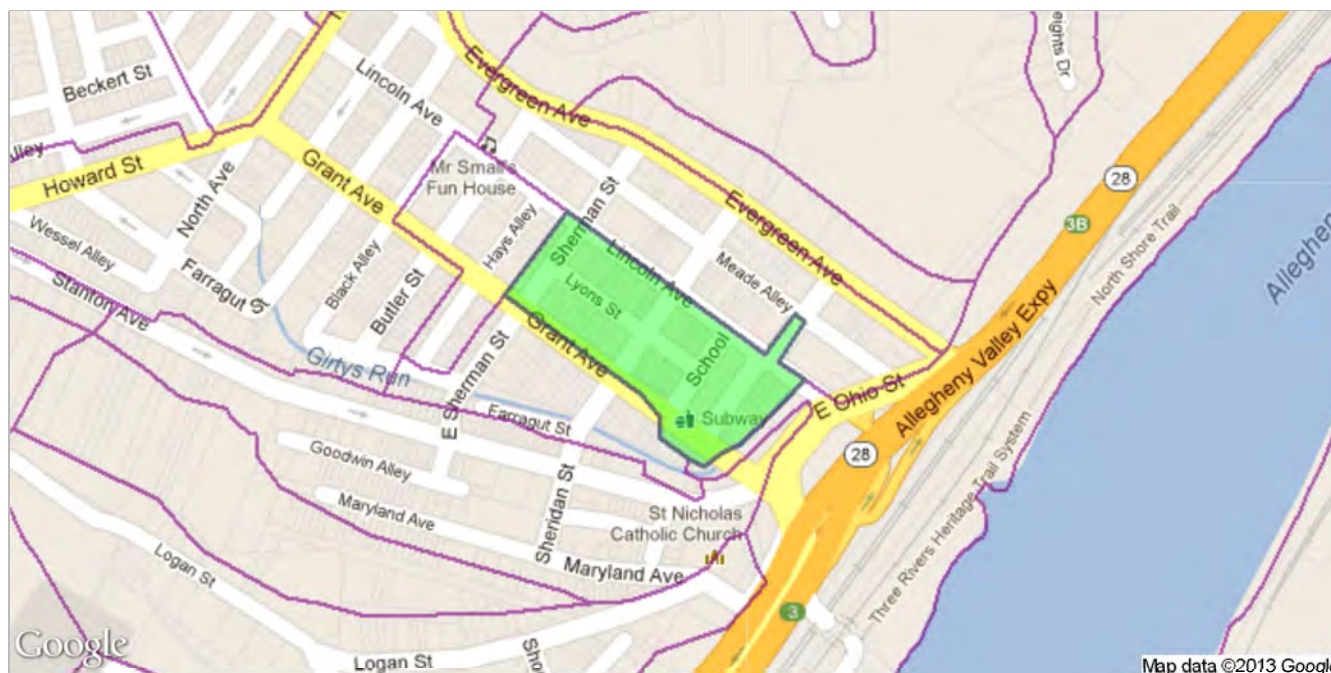 Beckert St
Lincoln Ave
Evergreen Ave
eights Dr
Alley
Howard St
Grant Ave
Mr Smalls
Fun House
28
3B
North Shore Trail
Allegheny
North Ave
Wessel Alley
Farragut St
Black Alley
Butler St
Hays Alley
Sherman St
Lincoln Ave
Meade Alley
Evergreen Ave
Lyons St
Stanton Ave
Girtys Run
Grant Ave
School
Subway
E Ohio St
Allegheny Valley Expy
28
E Sherman St
Farragut St
Goodwin Alley
Maryland Ave
Sheridan St
St Nicholas
Catholic Church
Maryland Ave
Three Rivers Heritage Trail System
Logan St
3
Logan St
Sho
Google
Map data ©2013 Google